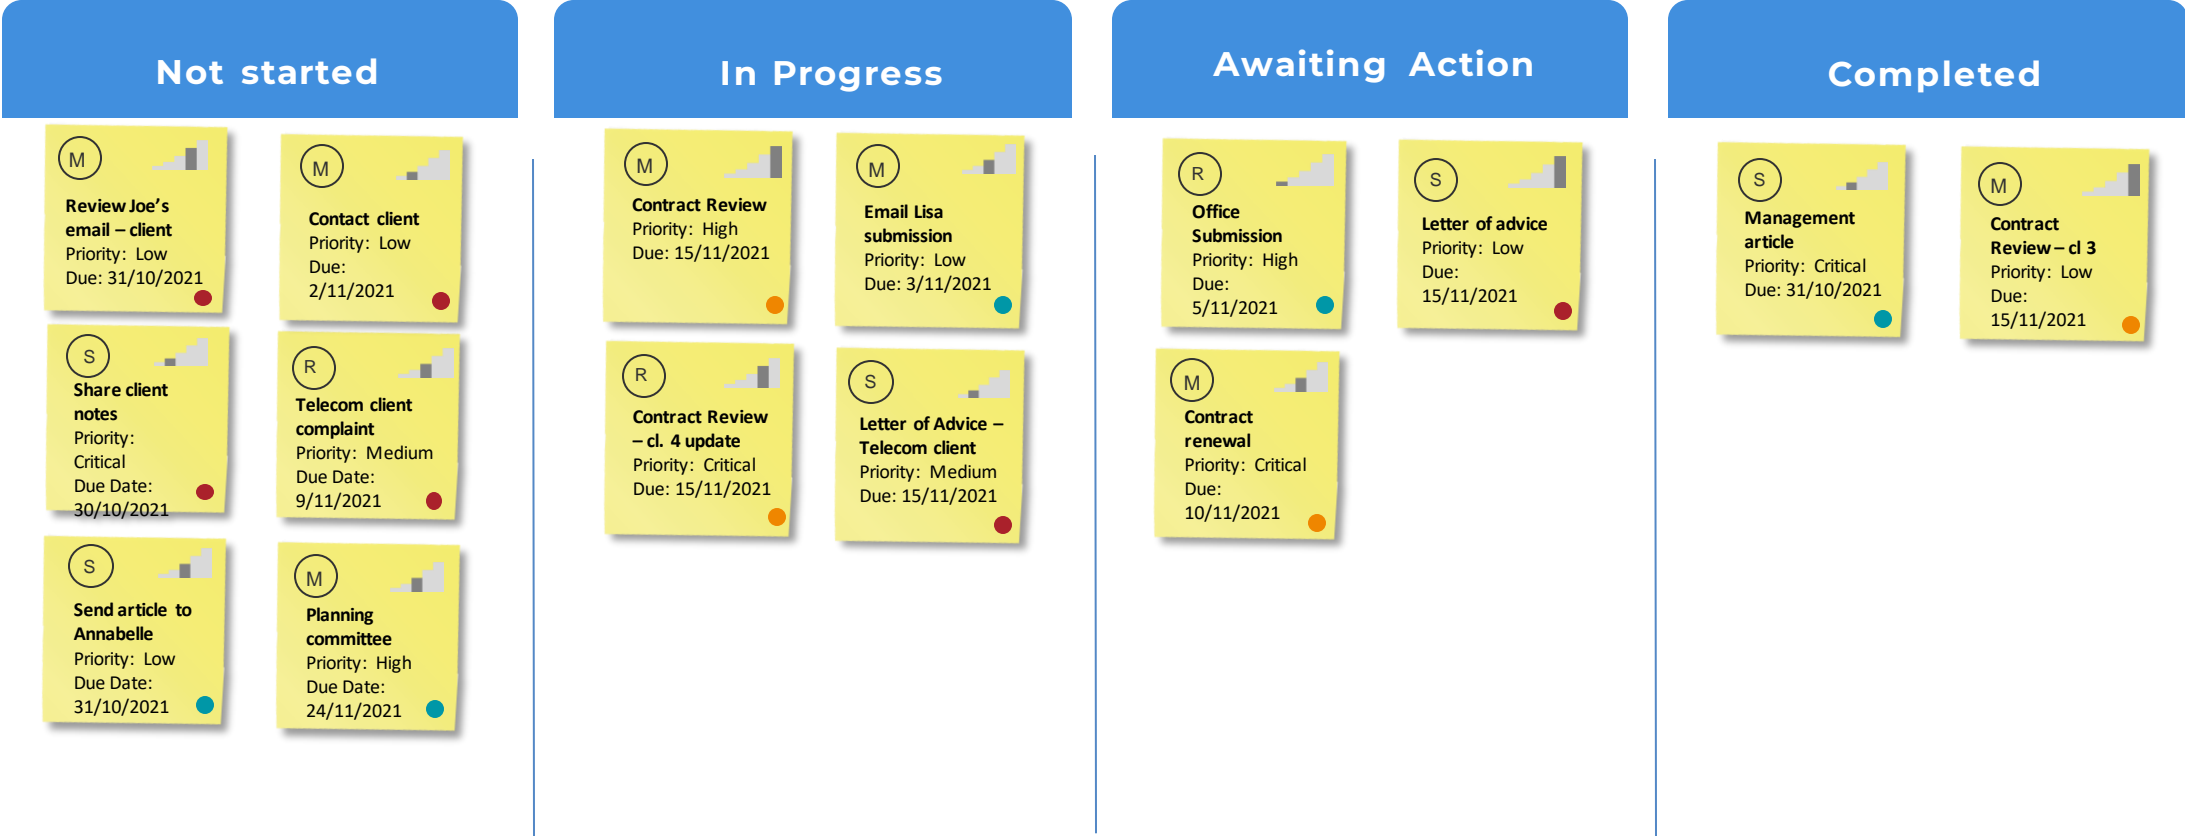 Not started
In Progress
Awaiting Action
Completed
M
Review Joe's
email – client
Priority: Low
Due: 31/10/2021
M
Contact client
Priority: Low
Due:
2/11/2021
S
Share client
notes
Priority:
Critical
Due Date:
30/10/2021
R
Telecom client
complaint
Priority: Medium
Due Date:
9/11/2021
S
Send article to
Annabelle
Priority: Low
Due Date:
31/10/2021
M
Planning
committee
Priority: High
Due Date:
24/11/2021
M
Contract Review
Priority: High
Due: 15/11/2021
M
Email Lisa
submission
Priority: Low
Due: 3/11/2021
R
Contract Review
– cl. 4 update
Priority: Critical
Due: 15/11/2021
S
Letter of Advice –
Telecom client
Priority: Medium
Due: 15/11/2021
R
Office
Submission
Priority: High
Due:
5/11/2021
S
Letter of advice
Priority: Low
Due:
15/11/2021
M
Contract
renewal
Priority: Critical
Due:
10/11/2021
S
Management
article
Priority: Critical
Due: 31/10/2021
M
Contract
Review – cl 3
Priority: Low
Due:
15/11/2021